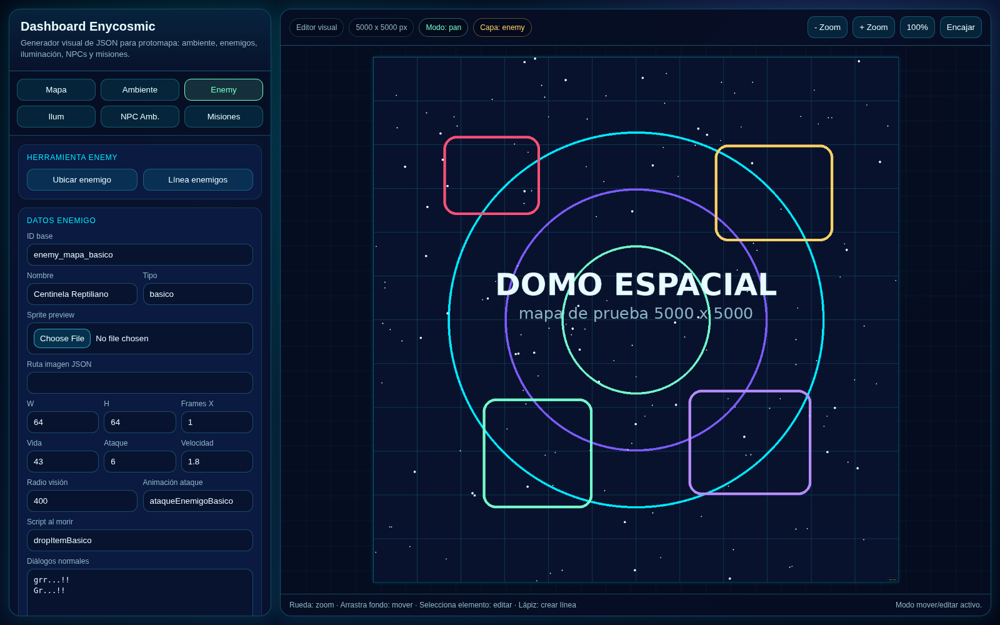 Dashboard Enycosmic
Generador visual de JSON para protomapa: ambiente, enemigos,
iluminación, NPCs y misiones.
Mapa
Ambiente
Enemy
Ilum
NPC Amb.
Misiones
HERRAMIENTA ENEMY
Ubicar enemigo
Línea enemigos
DATOS ENEMIGO
ID base
enemy_mapa_basico
Nombre
Tipo
Centinela Reptiliano
basico
Sprite preview
Choose File No file chosen
Ruta imagen JSON
W
H
Frames X
64
64
1
Vida
Ataque
Velocidad
43
6
1.8
Radio visión
Animación ataque
400
ataqueEnemigoBasico
Script al morir
dropItemBasico
Diálogos normales
grr...!!
Gr...!!
Editor visual
5000 x 5000 px
Modo: pan
Capa: enemy
- Zoom
+ Zoom
100%
Encajar
DOMO ESPACIAL
mapa de prueba 5000 x 5000
Rueda: zoom · Arrastra fondo: mover · Selecciona elemento: editar · Lápiz: crear línea
Modo mover/editar activo.